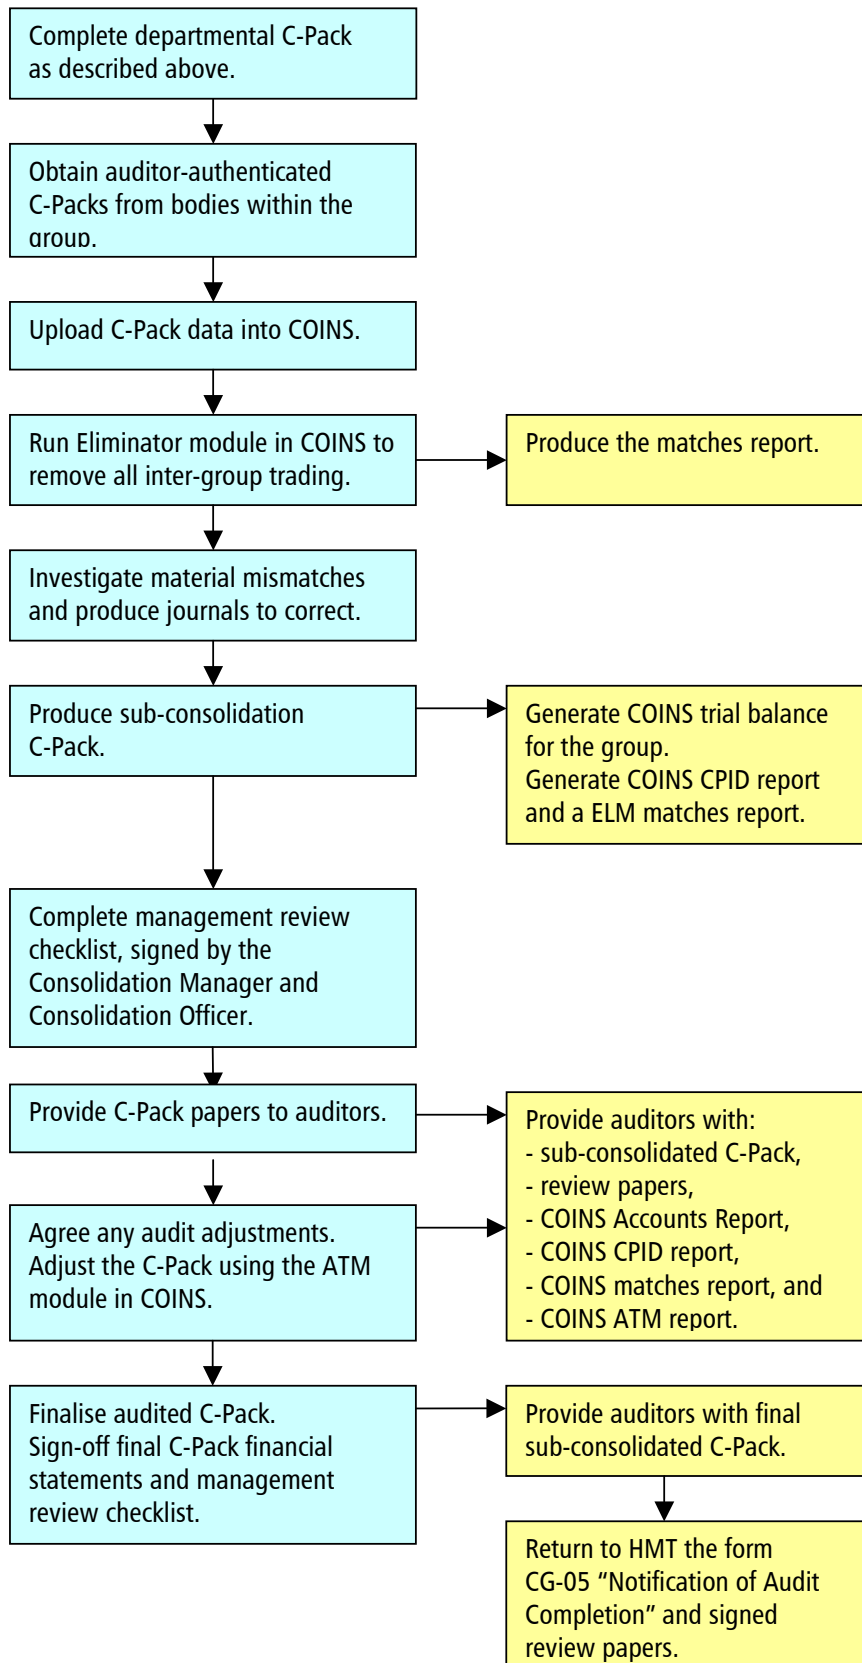 Complete departmental C-Pack
as described above.
Obtain auditor-authenticated
C-Packs from bodies within the
group.
Upload C-Pack data into COINS.
Run Eliminator module in COINS to
remove all inter-group trading.
Produce the matches report.
Investigate material mismatches
and produce journals to correct.
Produce sub-consolidation
C-Pack.
Generate COINS trial balance
for the group.
Generate COINS CPID report
and a ELM matches report.
Complete management review
checklist, signed by the
Consolidation Manager and
Consolidation Officer.
Provide C-Pack papers to auditors.
Provide auditors with:
- sub-consolidated C-Pack,
- review papers,
- COINS Accounts Report,
- COINS CPID report,
- COINS matches report, and
- COINS ATM report.
Agree any audit adjustments.
Adjust the C-Pack using the ATM
module in COINS.
Finalise audited C-Pack.
Sign-off final C-Pack financial
statements and management
review checklist.
Provide auditors with final
sub-consolidated C-Pack.
Return to HMT the form
CG-05 “Notification of Audit
Completion” and signed
review papers.